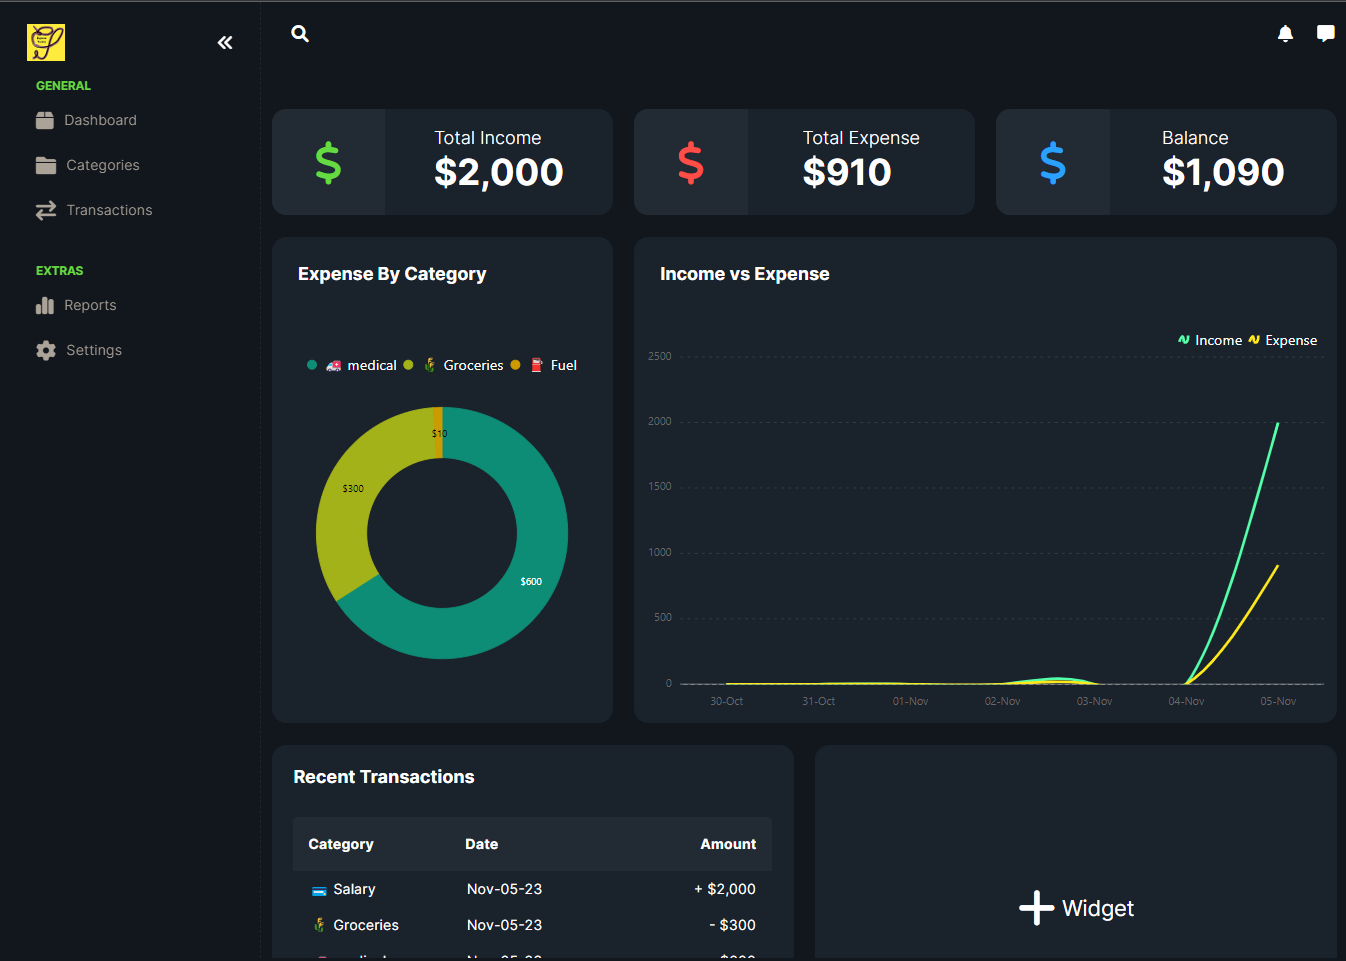 GENERAL
Dashboard
Categories
Transactions
EXTRAS
Reports
Settings
Total Income
$2,000
Total Expense
$910
Balance
$1,090
Expense By Category
medical Groceries Fuel
$10
$300
$600
Income vs Expense
Income Expense
2500
2000
1500
1000
500
0
30-Oct 31-Oct 01-Nov 02-Nov 03-Nov 04-Nov 05-Nov
Recent Transactions
Category Date Amount
Salary Nov-05-23 + $2,000
Groceries Nov-05-23 - $300
Widget